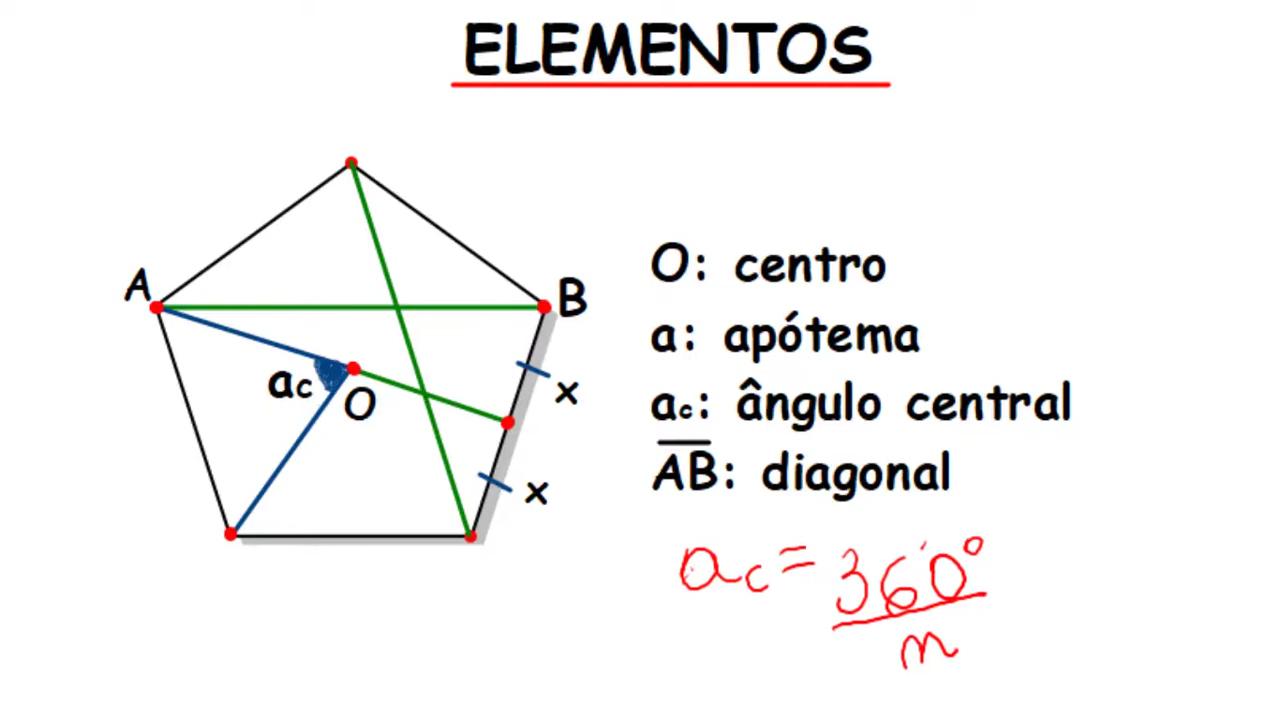 ELEMENTOS
A
B
ac
O
x
x
O: centro
a: apótema
ac: ângulo central
AB: diagonal
ac = 360°
n